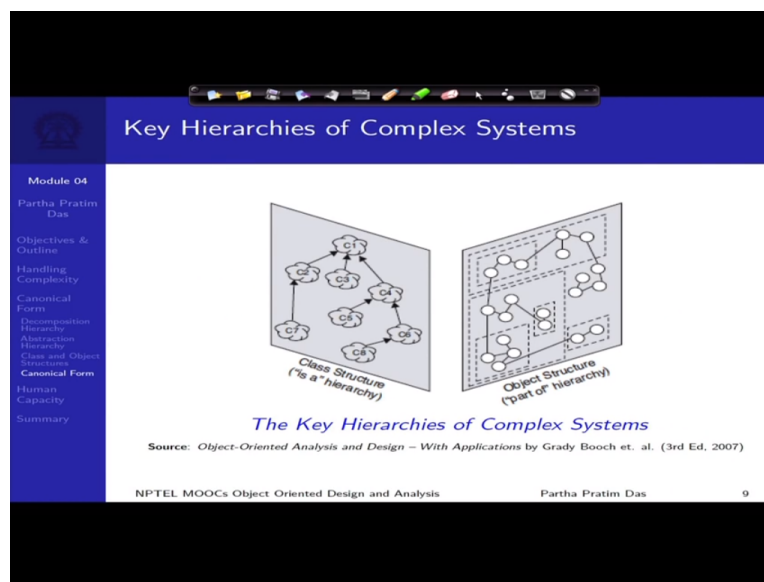 Key Hierarchies of Complex Systems
Module 04
Partha Pratim
Das
Objectives &
Outline
Handling
Complexity
Canonical
Form
Decomposition
Hierarchy
Abstraction
Hierarchy
Class and Object
Structures
Canonical Form
Human
Capacity
Summary
C1
C2
C3
C4
C5
C6
C7
C8
Class Structure
("is a" hierarchy)
Object Structure
("part of" hierarchy)
The Key Hierarchies of Complex Systems
Source: Object-Oriented Analysis and Design – With Applications by Grady Booch et. al. (3rd Ed, 2007)
NPTEL MOOCs Object Oriented Design and Analysis
Partha Pratim Das
9